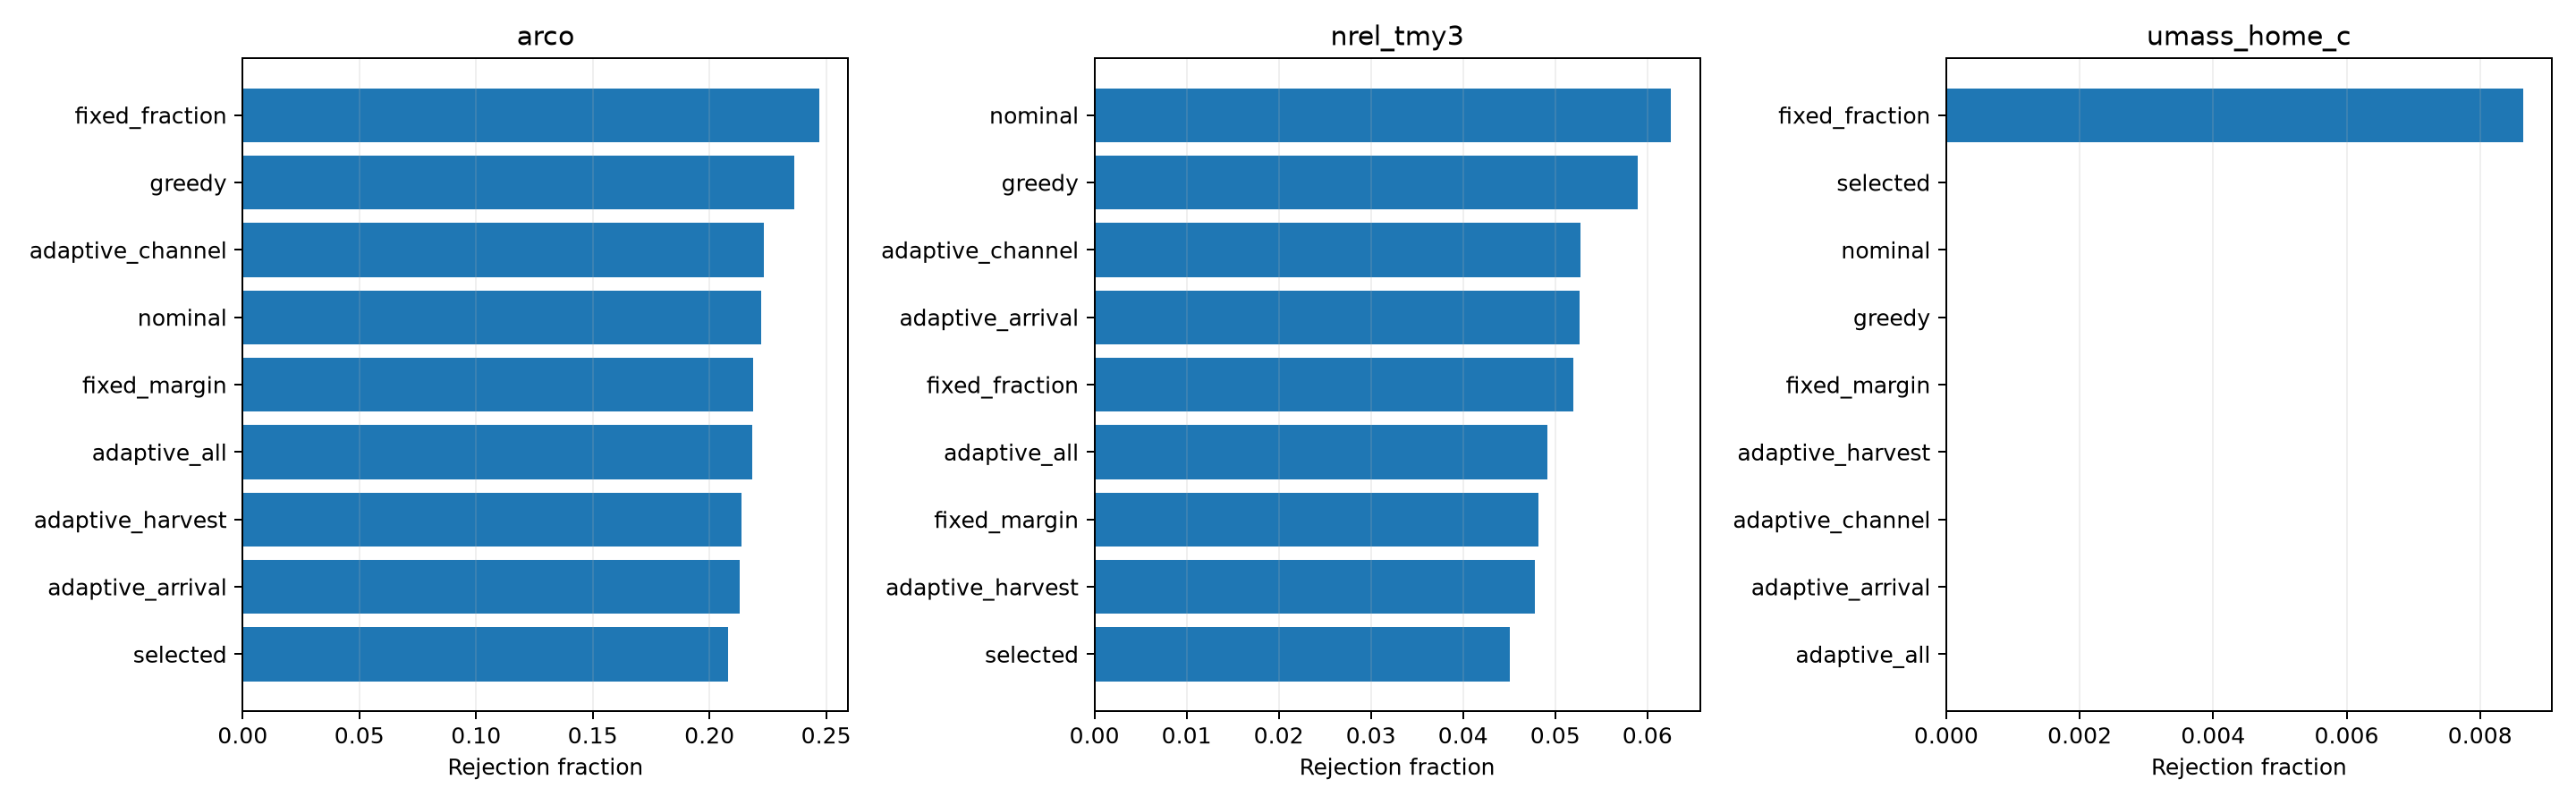 arco
fixed_fraction
greedy
adaptive_channel
nominal
fixed_margin
adaptive_all
adaptive_harvest
adaptive_arrival
selected
0.00 0.05 0.10 0.15 0.20 0.25
Rejection fraction
nrel_tmy3
nominal
greedy
adaptive_channel
adaptive_arrival
fixed_fraction
adaptive_all
fixed_margin
adaptive_harvest
selected
0.00 0.01 0.02 0.03 0.04 0.05 0.06
Rejection fraction
umass_home_c
fixed_fraction
selected
nominal
greedy
fixed_margin
adaptive_harvest
adaptive_channel
adaptive_arrival
adaptive_all
0.000 0.002 0.004 0.006 0.008
Rejection fraction